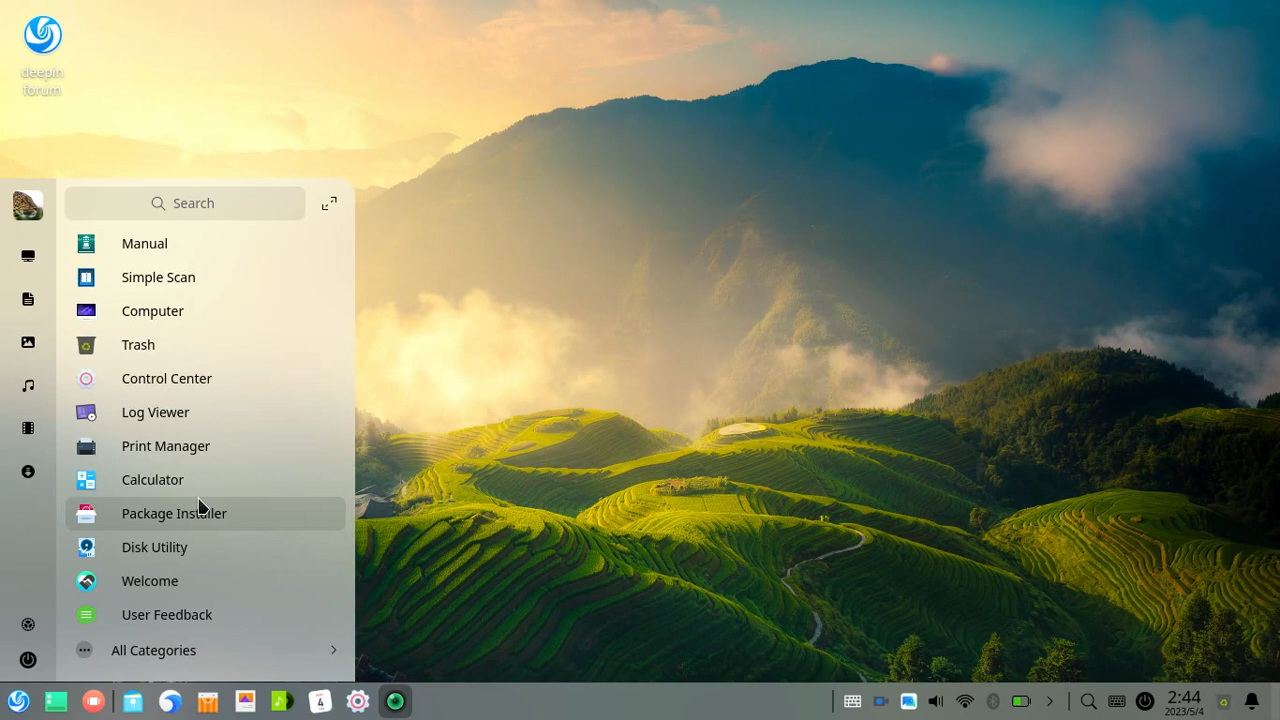 deepin
forum
Search
Manual
Simple Scan
Computer
Trash
Control Center
Log Viewer
Print Manager
Calculator
Package Installer
Disk Utility
Welcome
User Feedback
All Categories
4
2:44
2023/5/4